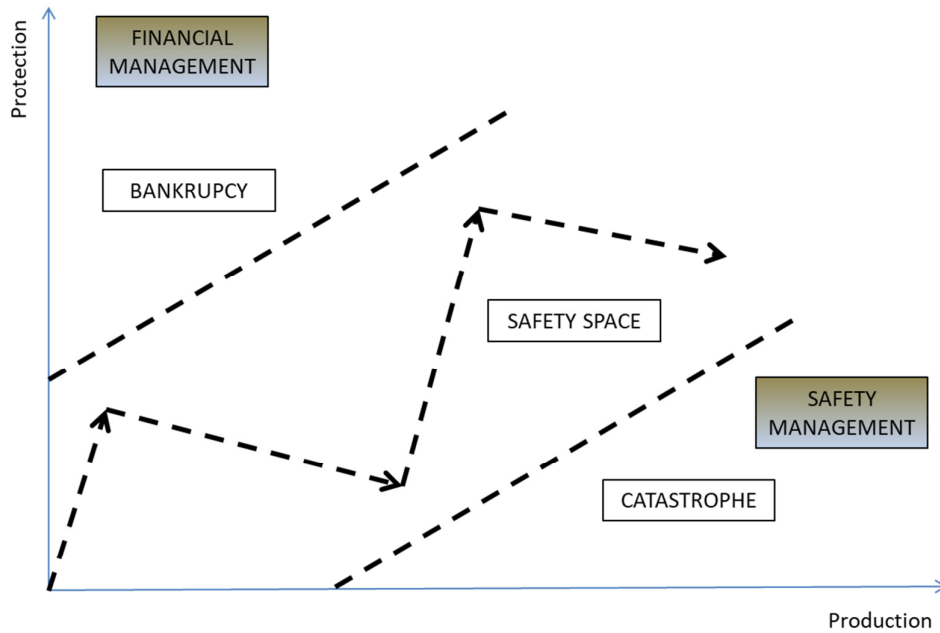 Protection
FINANCIAL
MANAGEMENT
BANKRUPCY
SAFETY SPACE
SAFETY
MANAGEMENT
CATASTROPHE
Production